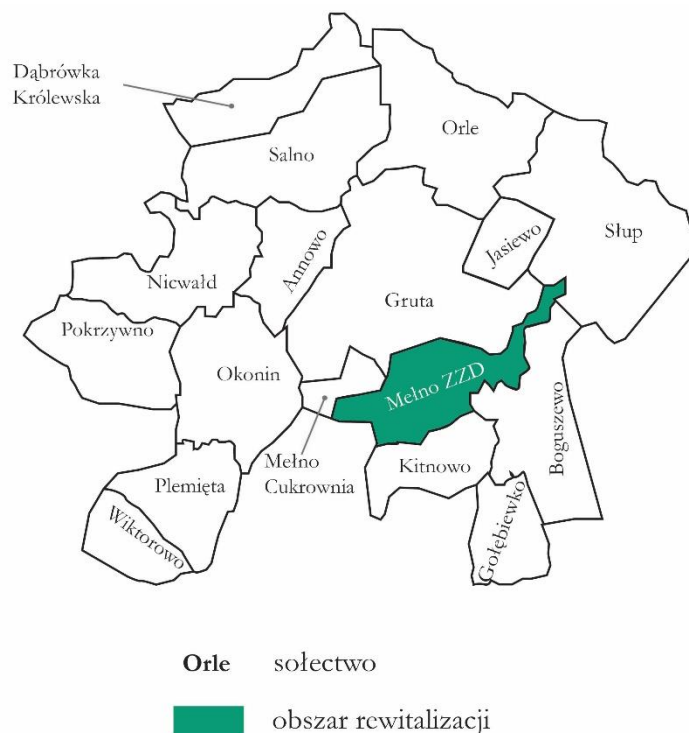 Dąbrówka
Królewska
Orle
Salno
Słup
Jasiewo
Annowo
Nicwałd
Gruta
Pokrzywno
Okonin
Mełno ZZD
Boguszewo
Mełno
Cukrownia
Kitnowo
Plemięta
Wiktorowo
Gołębiewko
Orle sołectwo
obszar rewitalizacji